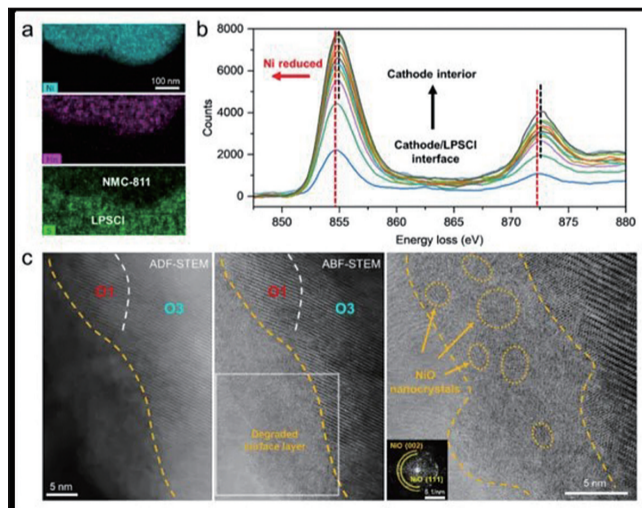 a
Ni
100 nm
NMC-811
LPSCl
b
Counts
8000
6000
4000
2000
0
Ni reduced
Cathode interior
Cathode/LPSCl
interface
850
855
860
865
870
875
880
Energy loss (eV)
c
ADF-STEM
O1
O3
5 nm
ABF-STEM
O1
O3
Degraded
surface layer
NiO
nanocrystals
NiO (002)
NiO (111)
5 nm